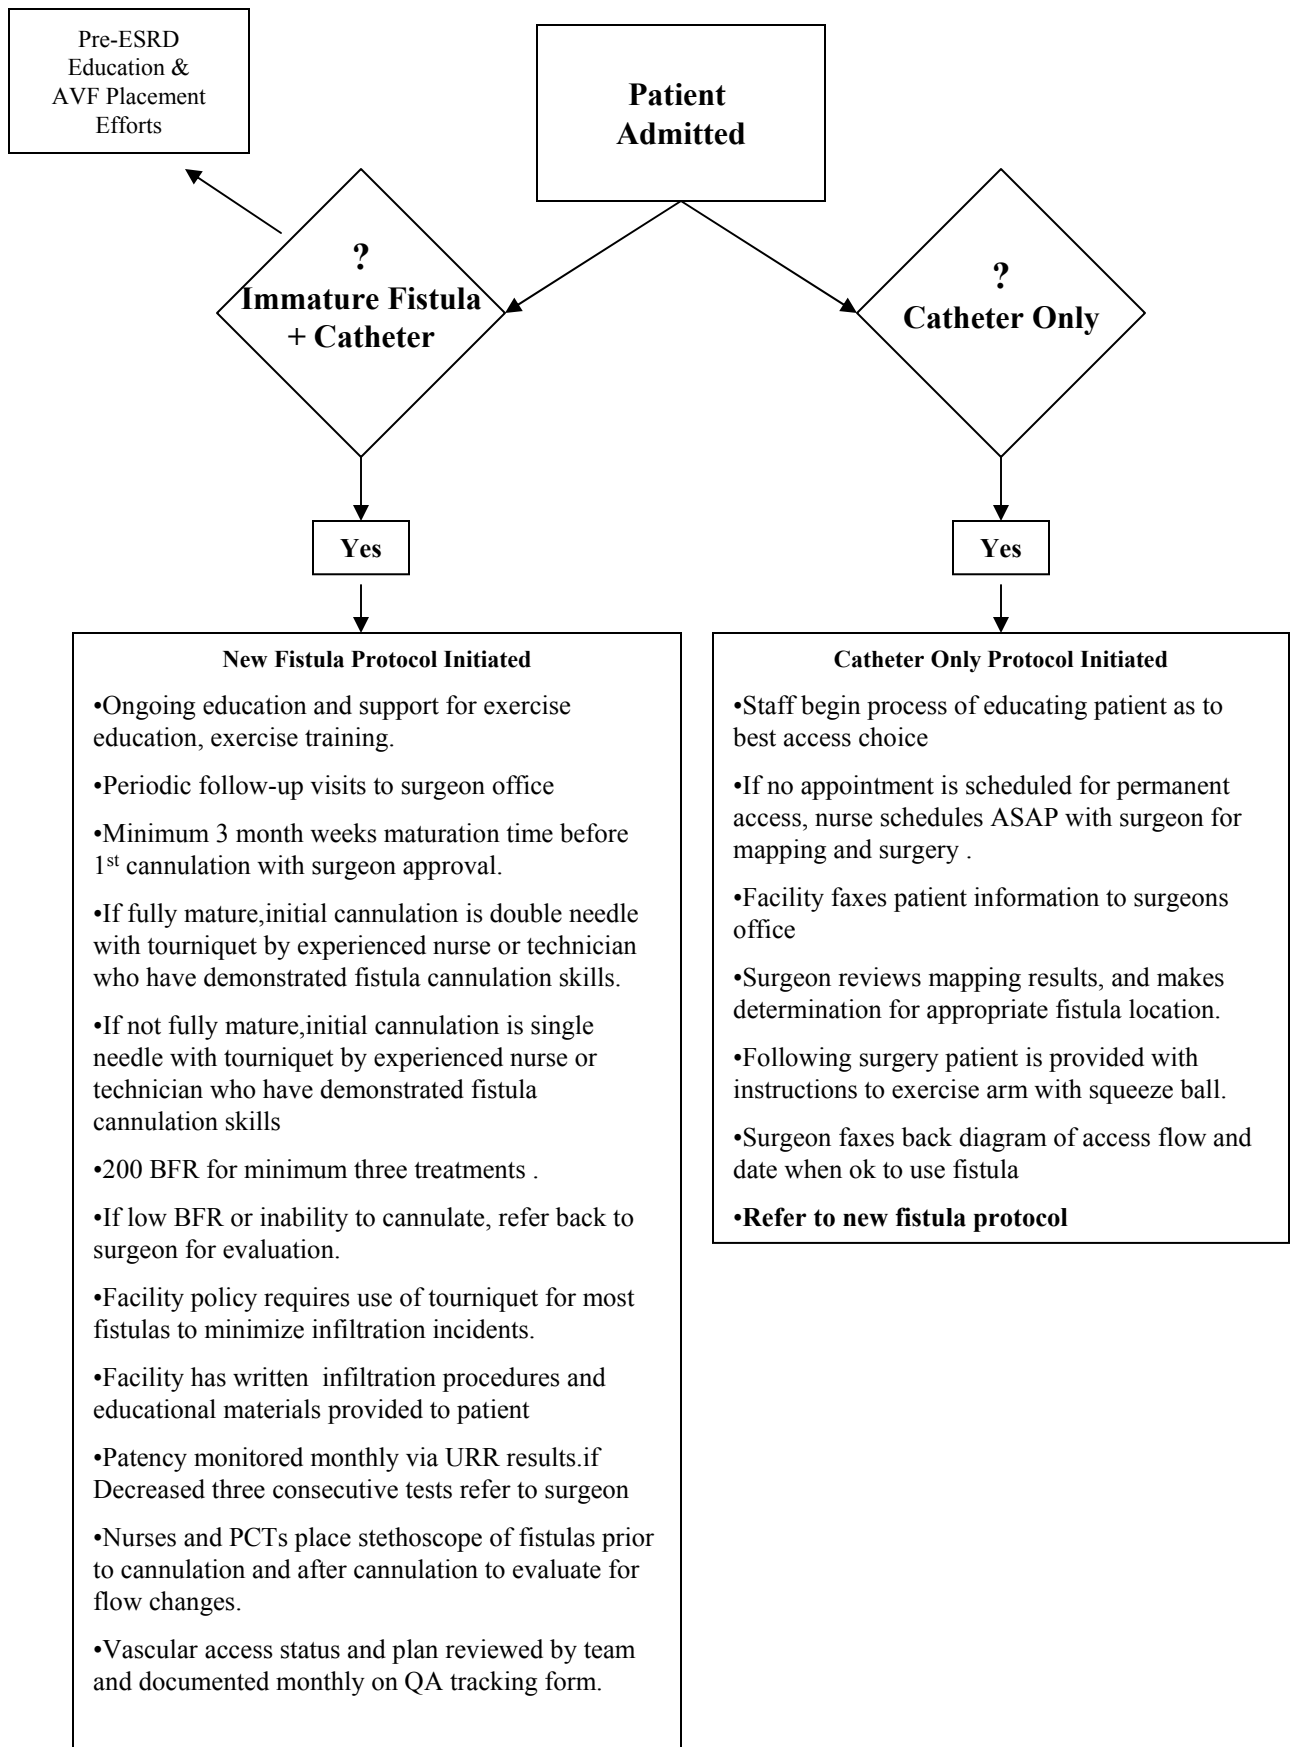 Pre-ESRD
Education &
AVF Placement
Efforts
Patient
Admitted
?
Immature Fistula
+ Catheter
?
Catheter Only
Yes
Yes
New Fistula Protocol Initiated
•Ongoing education and support for exercise
education, exercise training.
•Periodic follow-up visits to surgeon office
•Minimum 3 month weeks maturation time before
1st cannulation with surgeon approval.
•If fully mature,initial cannulation is double needle
with tourniquet by experienced nurse or technician
who have demonstrated fistula cannulation skills.
•If not fully mature,initial cannulation is single
needle with tourniquet by experienced nurse or
technician who have demonstrated fistula
cannulation skills
•200 BFR for minimum three treatments .
•If low BFR or inability to cannulate, refer back to
surgeon for evaluation.
•Facility policy requires use of tourniquet for most
fistulas to minimize infiltration incidents.
•Facility has written  infiltration procedures and
educational materials provided to patient
•Patency monitored monthly via URR results.if
Decreased three consecutive tests refer to surgeon
•Nurses and PCTs place stethoscope of fistulas prior
to cannulation and after cannulation to evaluate for
flow changes.
•Vascular access status and plan reviewed by team
and documented monthly on QA tracking form.
Catheter Only Protocol Initiated
•Staff begin process of educating patient as to
best access choice
•If no appointment is scheduled for permanent
access, nurse schedules ASAP with surgeon for
mapping and surgery .
•Facility faxes patient information to surgeons
office
•Surgeon reviews mapping results, and makes
determination for appropriate fistula location.
•Following surgery patient is provided with
instructions to exercise arm with squeeze ball.
•Surgeon faxes back diagram of access flow and
date when ok to use fistula
•Refer to new fistula protocol